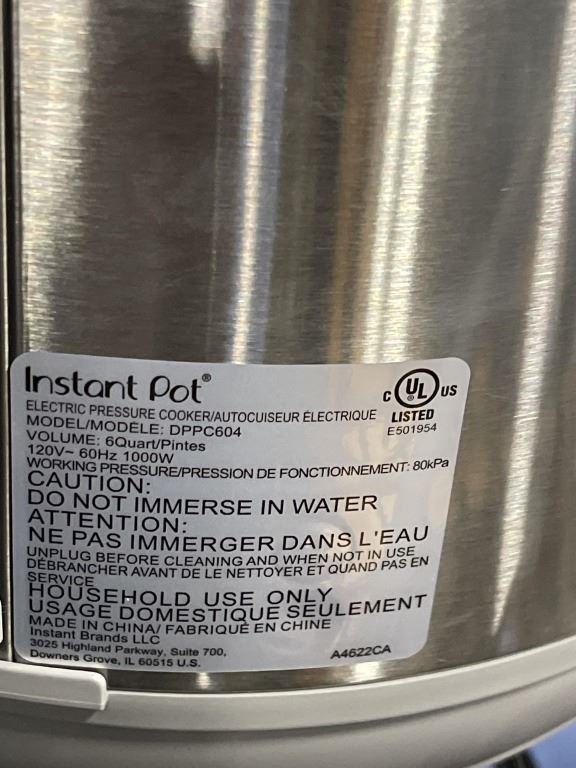 Instant Pot®
C UL® US
LISTED
E501954
ELECTRIC PRESSURE COOKER/AUTOCUISEUR ÉLECTRIQUE
MODEL/MODÈLE: DPPC604
VOLUME: 6Quart/Pintes
120V~ 60Hz 1000W
WORKING PRESSURE/PRESSION DE FONCTIONNEMENT: 80kPa
CAUTION:
DO NOT IMMERSE IN WATER
ATTENTION:
NE PAS IMMERGER DANS L'EAU
UNPLUG BEFORE CLEANING AND WHEN NOT IN USE
DÉBRANCHER AVANT DE LE NETTOYER ET QUAND PAS EN
SERVICE
HOUSEHOLD USE ONLY
USAGE DOMESTIQUE SEULEMENT
MADE IN CHINA/ FABRIQUÉ EN CHINE
Instant Brands LLC
3025 Highland Parkway, Suite 700,
Downers Grove, IL 60515 U.S.
A4622CA